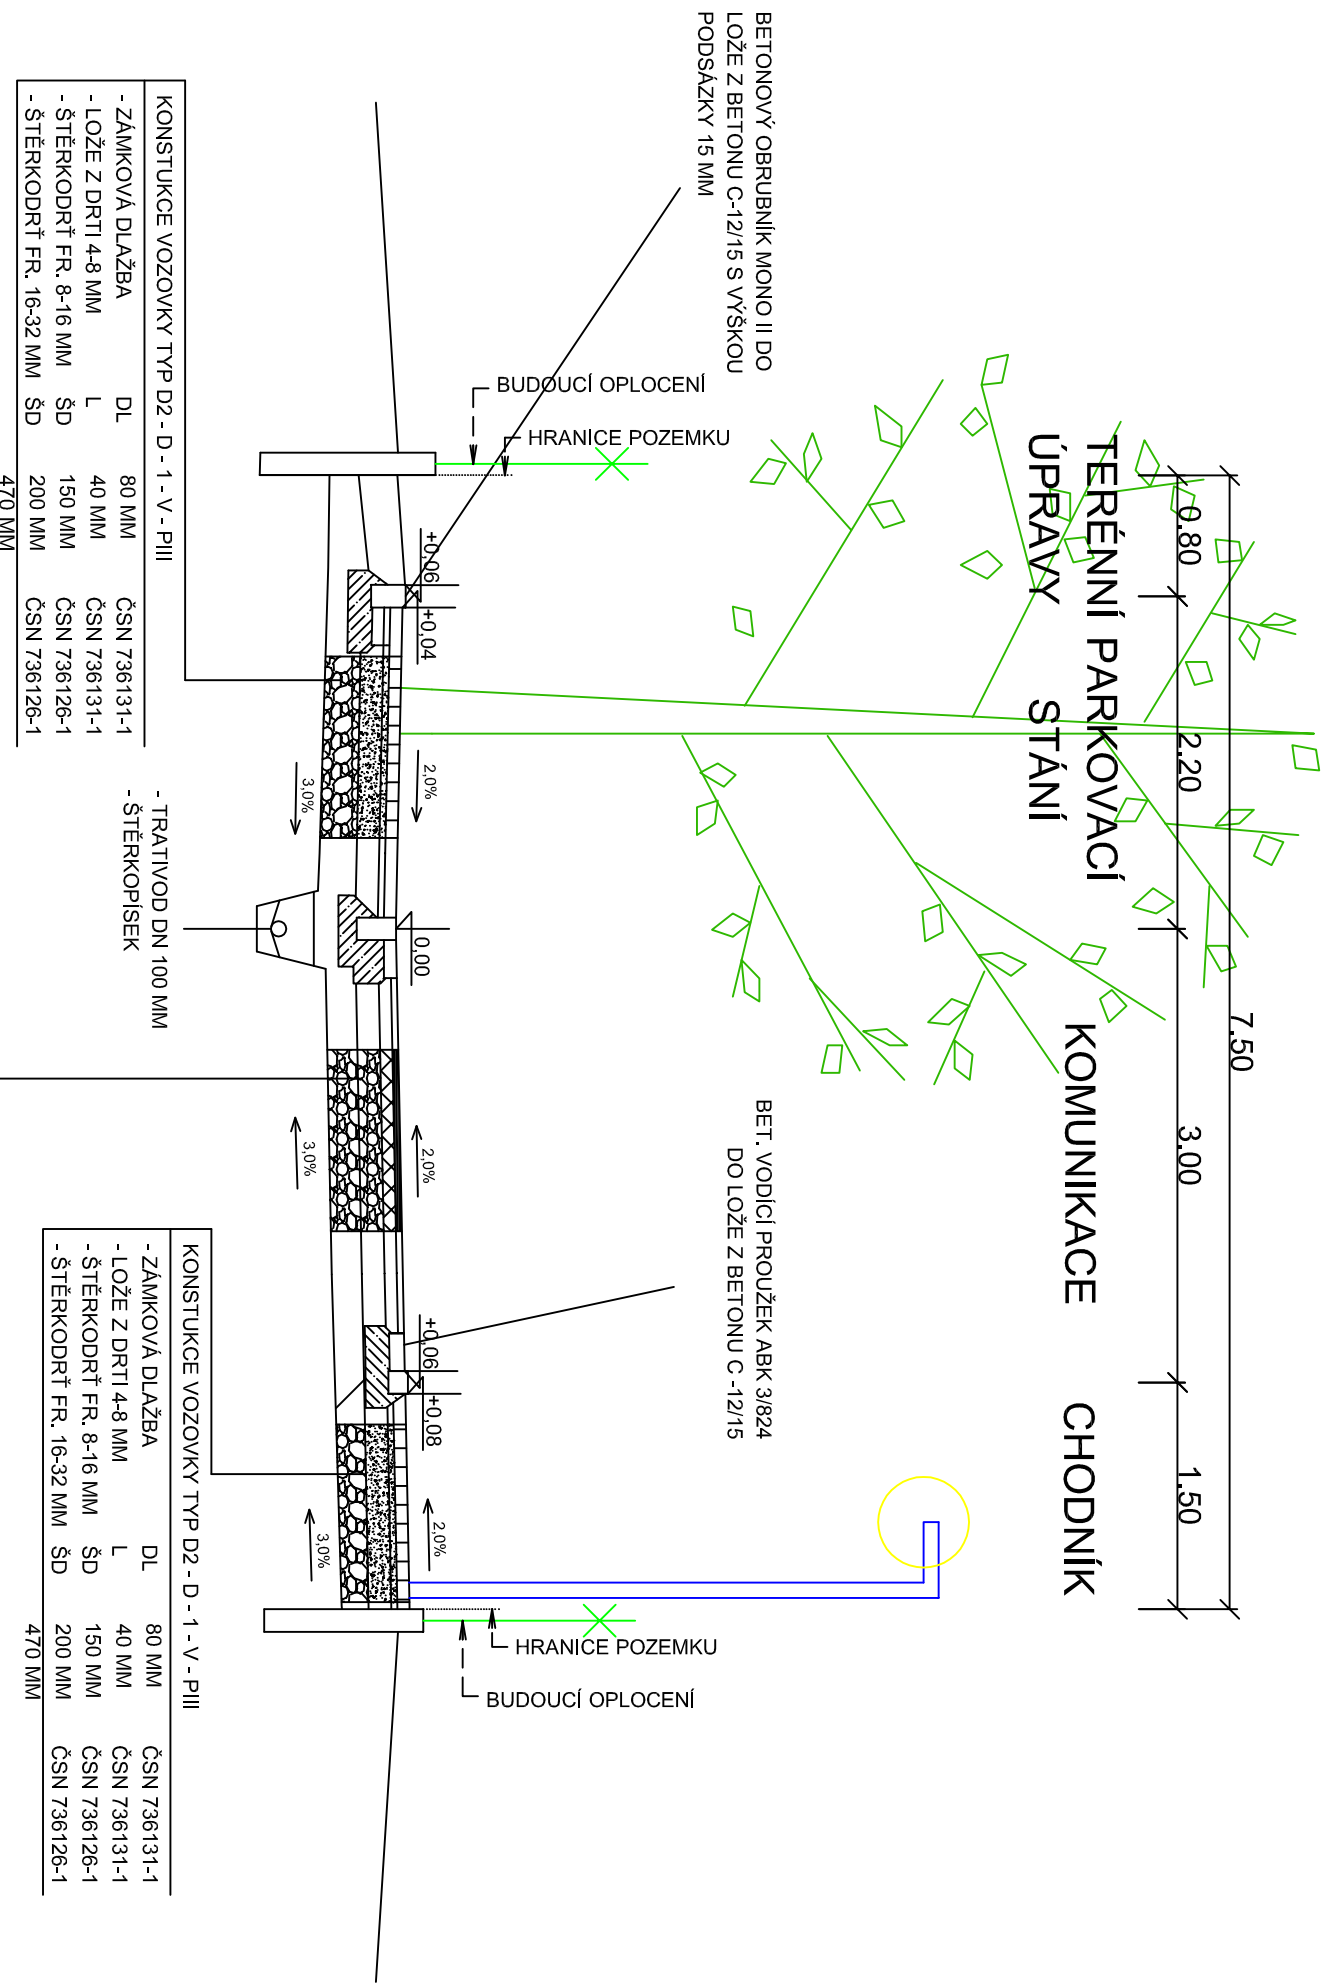 7,50
0,80
2,20
3,00
1,50
TERÉNNÍ PARKOVACÍ
ÚPRAVY STÁNÍ
KOMUNIKACE
CHODNÍK
BETONOVÝ OBRUBNÍK MONO II DO
LOŽE Z BETONU C-12/15 S VÝŠKOU
PODSÁZKY 15 MM
BET. VODÍCÍ PROUŽEK ABK 3/824
DO LOŽE Z BETONU C -12/15
BUDOUCÍ OPLOCENÍ
HRANICE POZEMKU
HRANICE POZEMKU
BUDOUCÍ OPLOCENÍ
+0,06
+0,04
0,00
+0,06
+0,08
2,0%
3,0%
2,0%
3,0%
2,0%
3,0%
- TRATIVOD DN 100 MM
- ŠTĚRKOPÍSEK
KONSTUKCE VOZOVKY TYP D2 - D - 1 - V - PIII
- ZÁMKOVÁ DLAŽBA DL 80 MM ČSN 736131-1
- LOŽE Z DRTI 4-8 MM L 40 MM ČSN 736131-1
- ŠTĚRKODRŤ FR. 8-16 MM ŠD 150 MM ČSN 736126-1
- ŠTĚRKODRŤ FR. 16-32 MM ŠD 200 MM ČSN 736126-1
470 MM
KONSTUKCE VOZOVKY TYP D2 - D - 1 - V - PIII
- ZÁMKOVÁ DLAŽBA DL 80 MM ČSN 736131-1
- LOŽE Z DRTI 4-8 MM L 40 MM ČSN 736131-1
- ŠTĚRKODRŤ FR. 8-16 MM ŠD 150 MM ČSN 736126-1
- ŠTĚRKODRŤ FR. 16-32 MM ŠD 200 MM ČSN 736126-1
470 MM